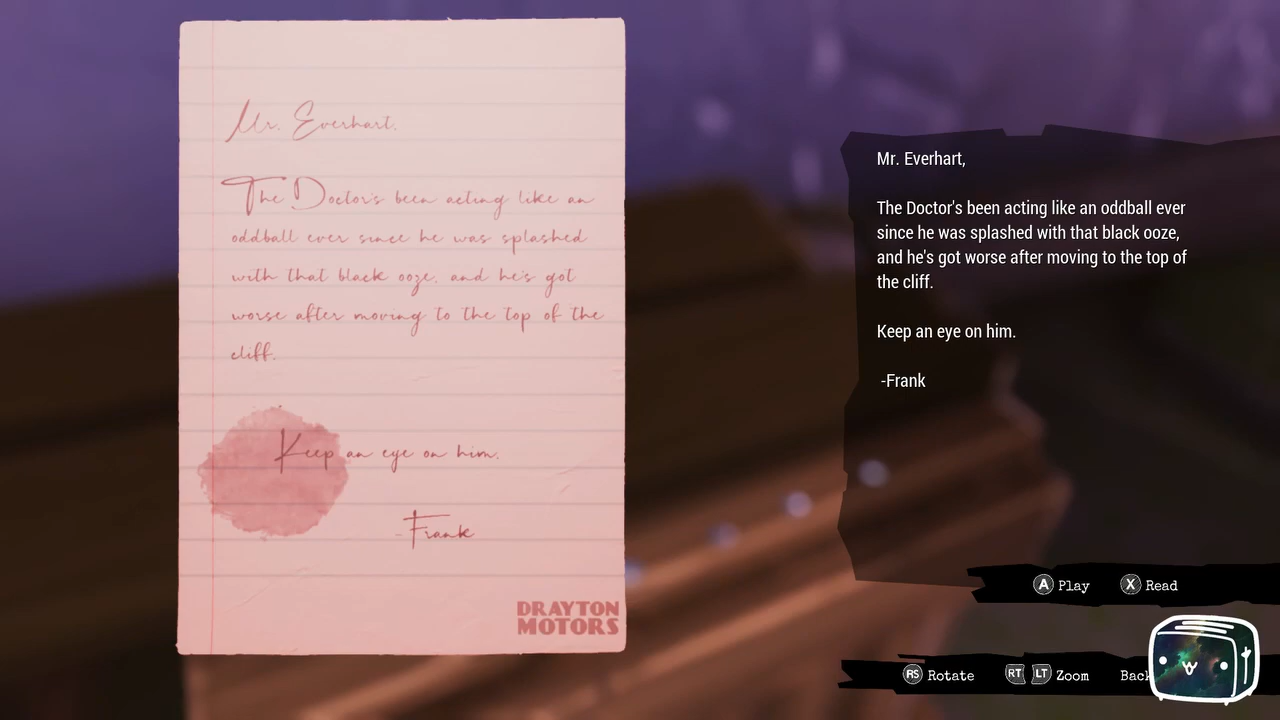 Mr. Everhart,
The Doctor's been acting like an
oddball ever since he was splashed
with that black ooze, and he's got
worse after moving to the top of the
cliff.
Keep an eye on him.
-Frank
DRAYTON
MOTORS
Mr. Everhart,
The Doctor's been acting like an oddball ever
since he was splashed with that black ooze,
and he's got worse after moving to the top of
the cliff.
Keep an eye on him.
-Frank
A Play X Read
RS Rotate RT LT Zoom Back